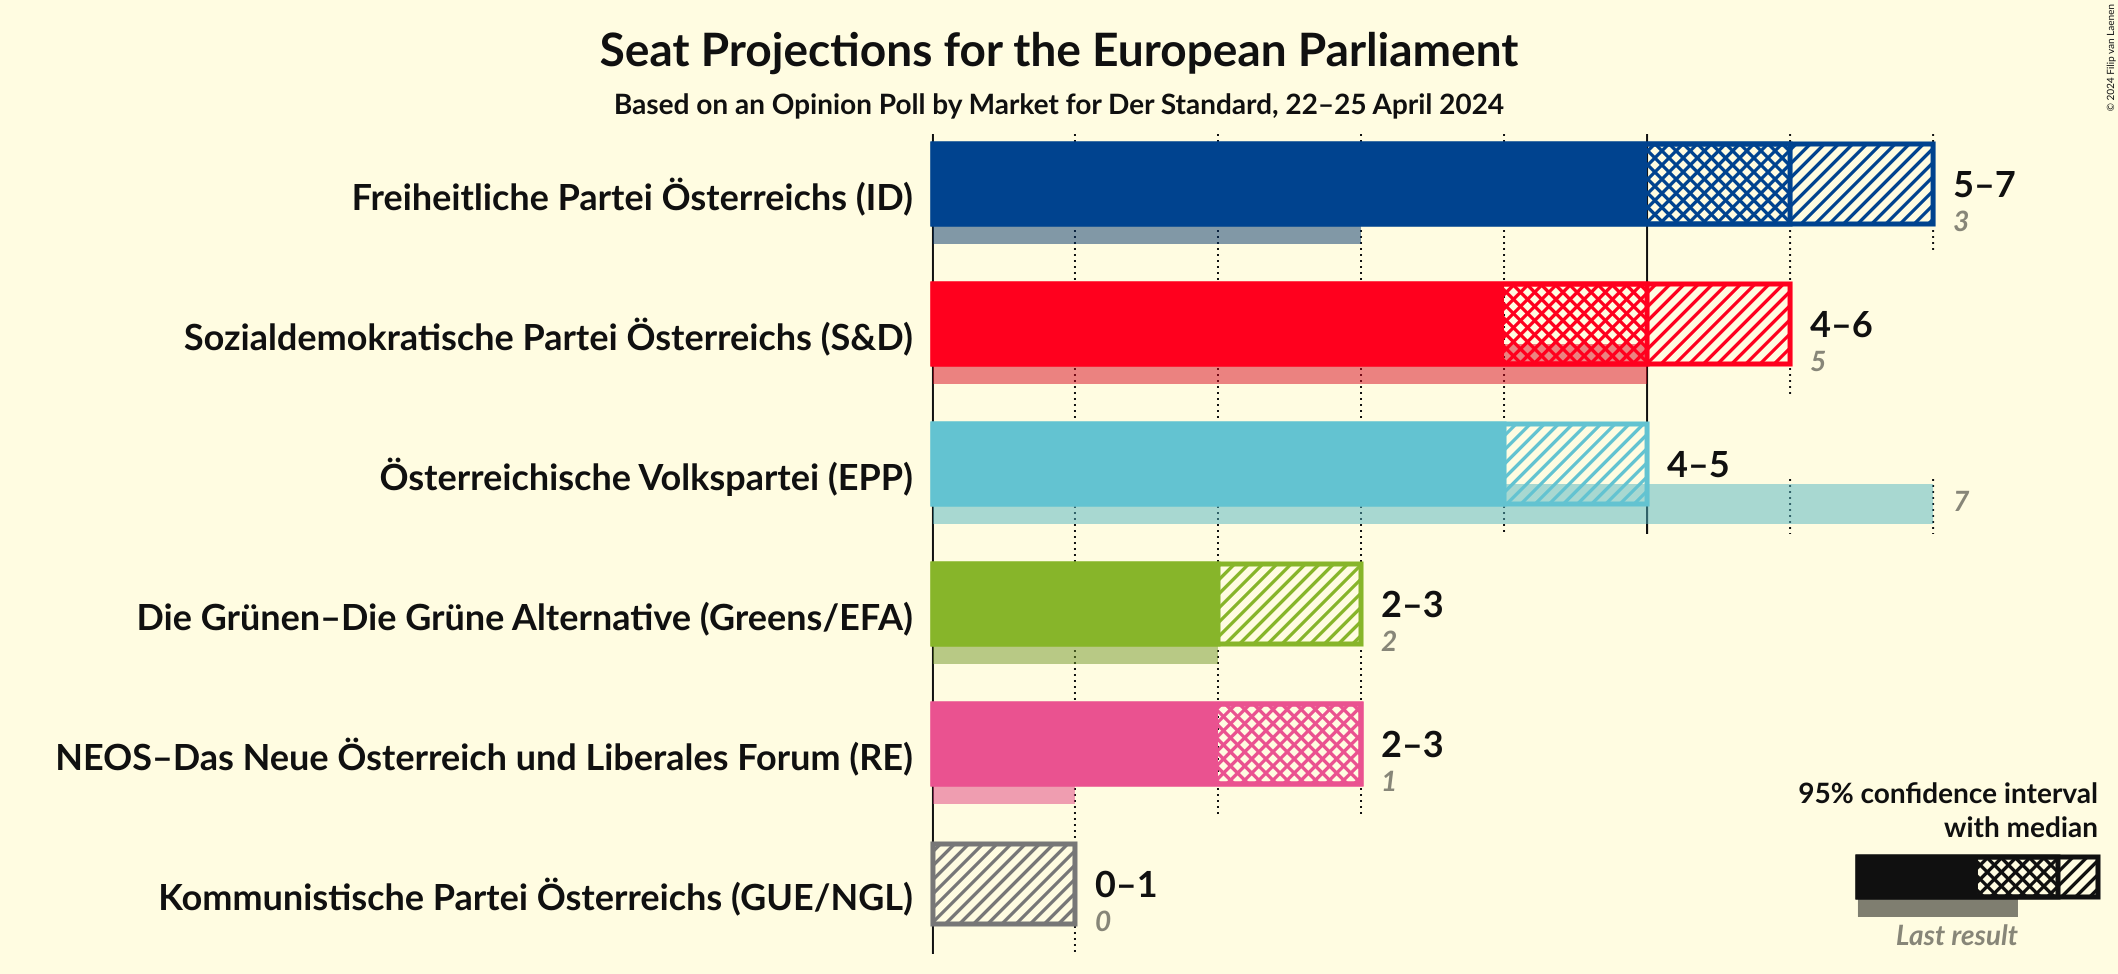 Seat Projections for the European Parliament
Based on an Opinion Poll by Market for Der Standard, 22–25 April 2024
© 2024 Filip van Laenen
Freiheitliche Partei Österreichs (ID)
5–7
3
Sozialdemokratische Partei Österreichs (S&D)
4–6
5
Österreichische Volkspartei (EPP)
4–5
7
Die Grünen–Die Grüne Alternative (Greens/EFA)
2–3
2
NEOS–Das Neue Österreich und Liberales Forum (RE)
2–3
1
Kommunistische Partei Österreichs (GUE/NGL)
0–1
0
95% confidence interval
with median
Last result